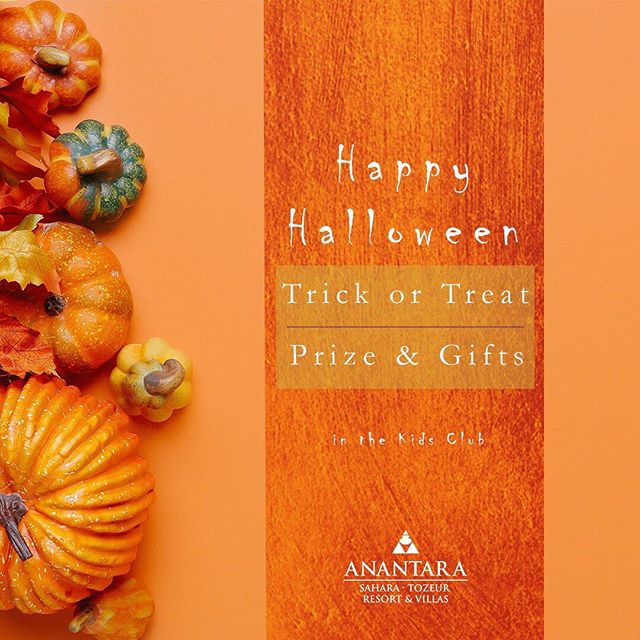 Happy
Halloween
Trick or Treat
Prize & Gifts
in the Kids Club
ANANTARA
SAHARA · TOZEUR
RESORT & VILLAS